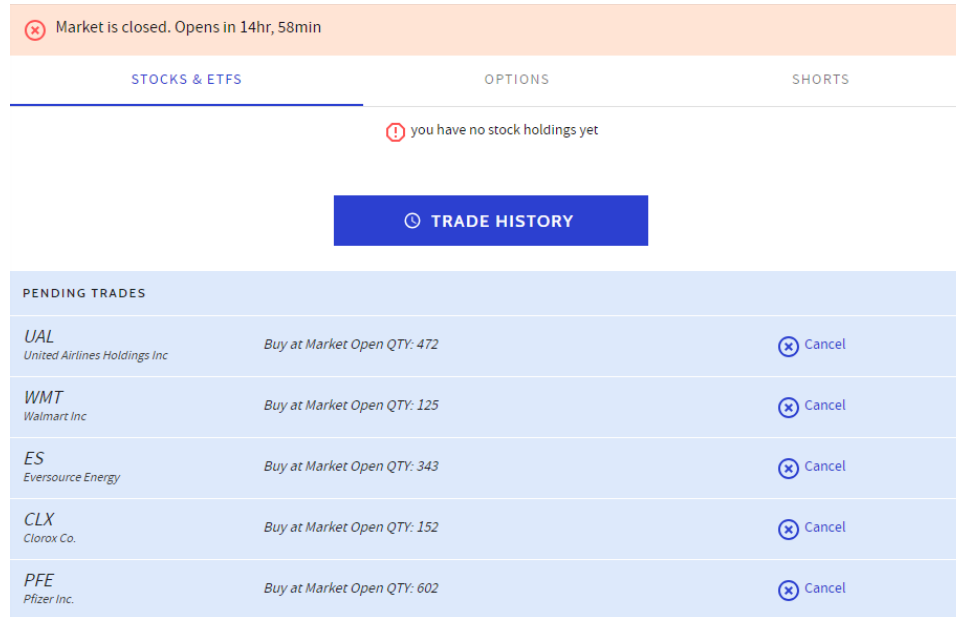 Market is closed. Opens in 14hr, 58min
STOCKS & ETFS
OPTIONS
SHORTS
you have no stock holdings yet
TRADE HISTORY
PENDING TRADES
UAL
United Airlines Holdings Inc
Buy at Market Open QTY: 472
Cancel
WMT
Walmart Inc
Buy at Market Open QTY: 125
Cancel
ES
Eversource Energy
Buy at Market Open QTY: 343
Cancel
CLX
Clorox Co.
Buy at Market Open QTY: 152
Cancel
PFE
Pfizer Inc.
Buy at Market Open QTY: 602
Cancel